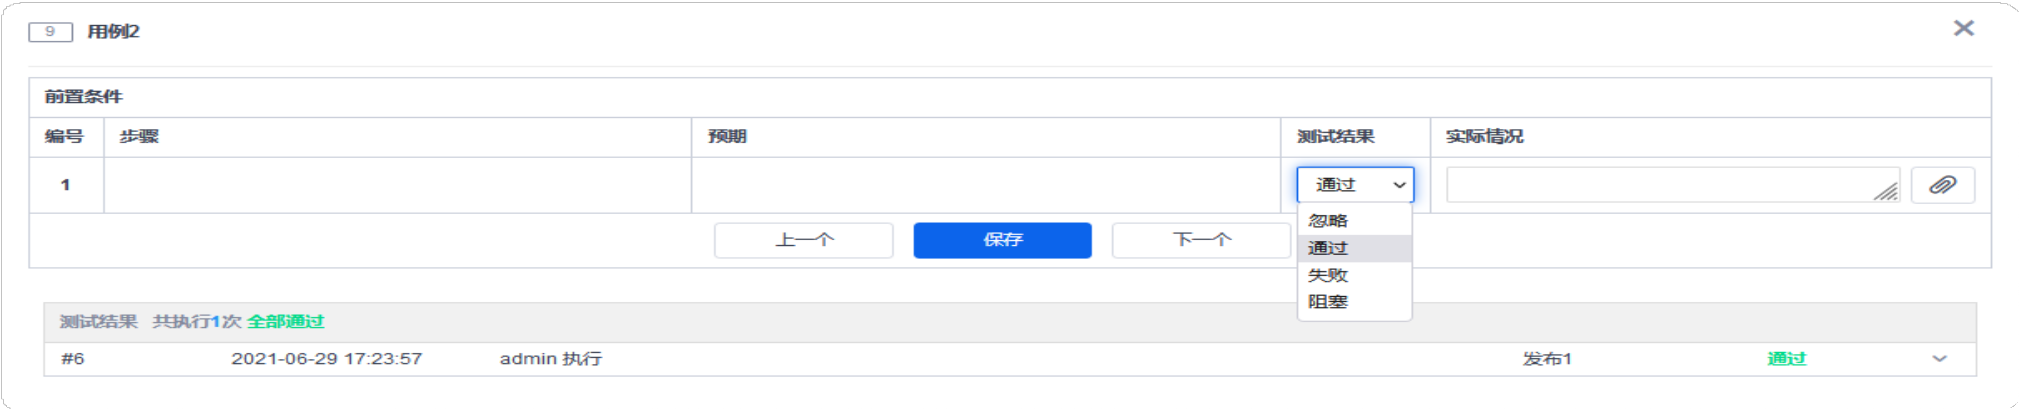 9 用例2
前置条件
编号 步骤 预期 测试结果 实际情况
1 通过
忽略
通过
失败
阻塞
上一个 保存 下一个
测试结果 共执行1次 全部通过
#6 2021-06-29 17:23:57 admin 执行 发布1 通过